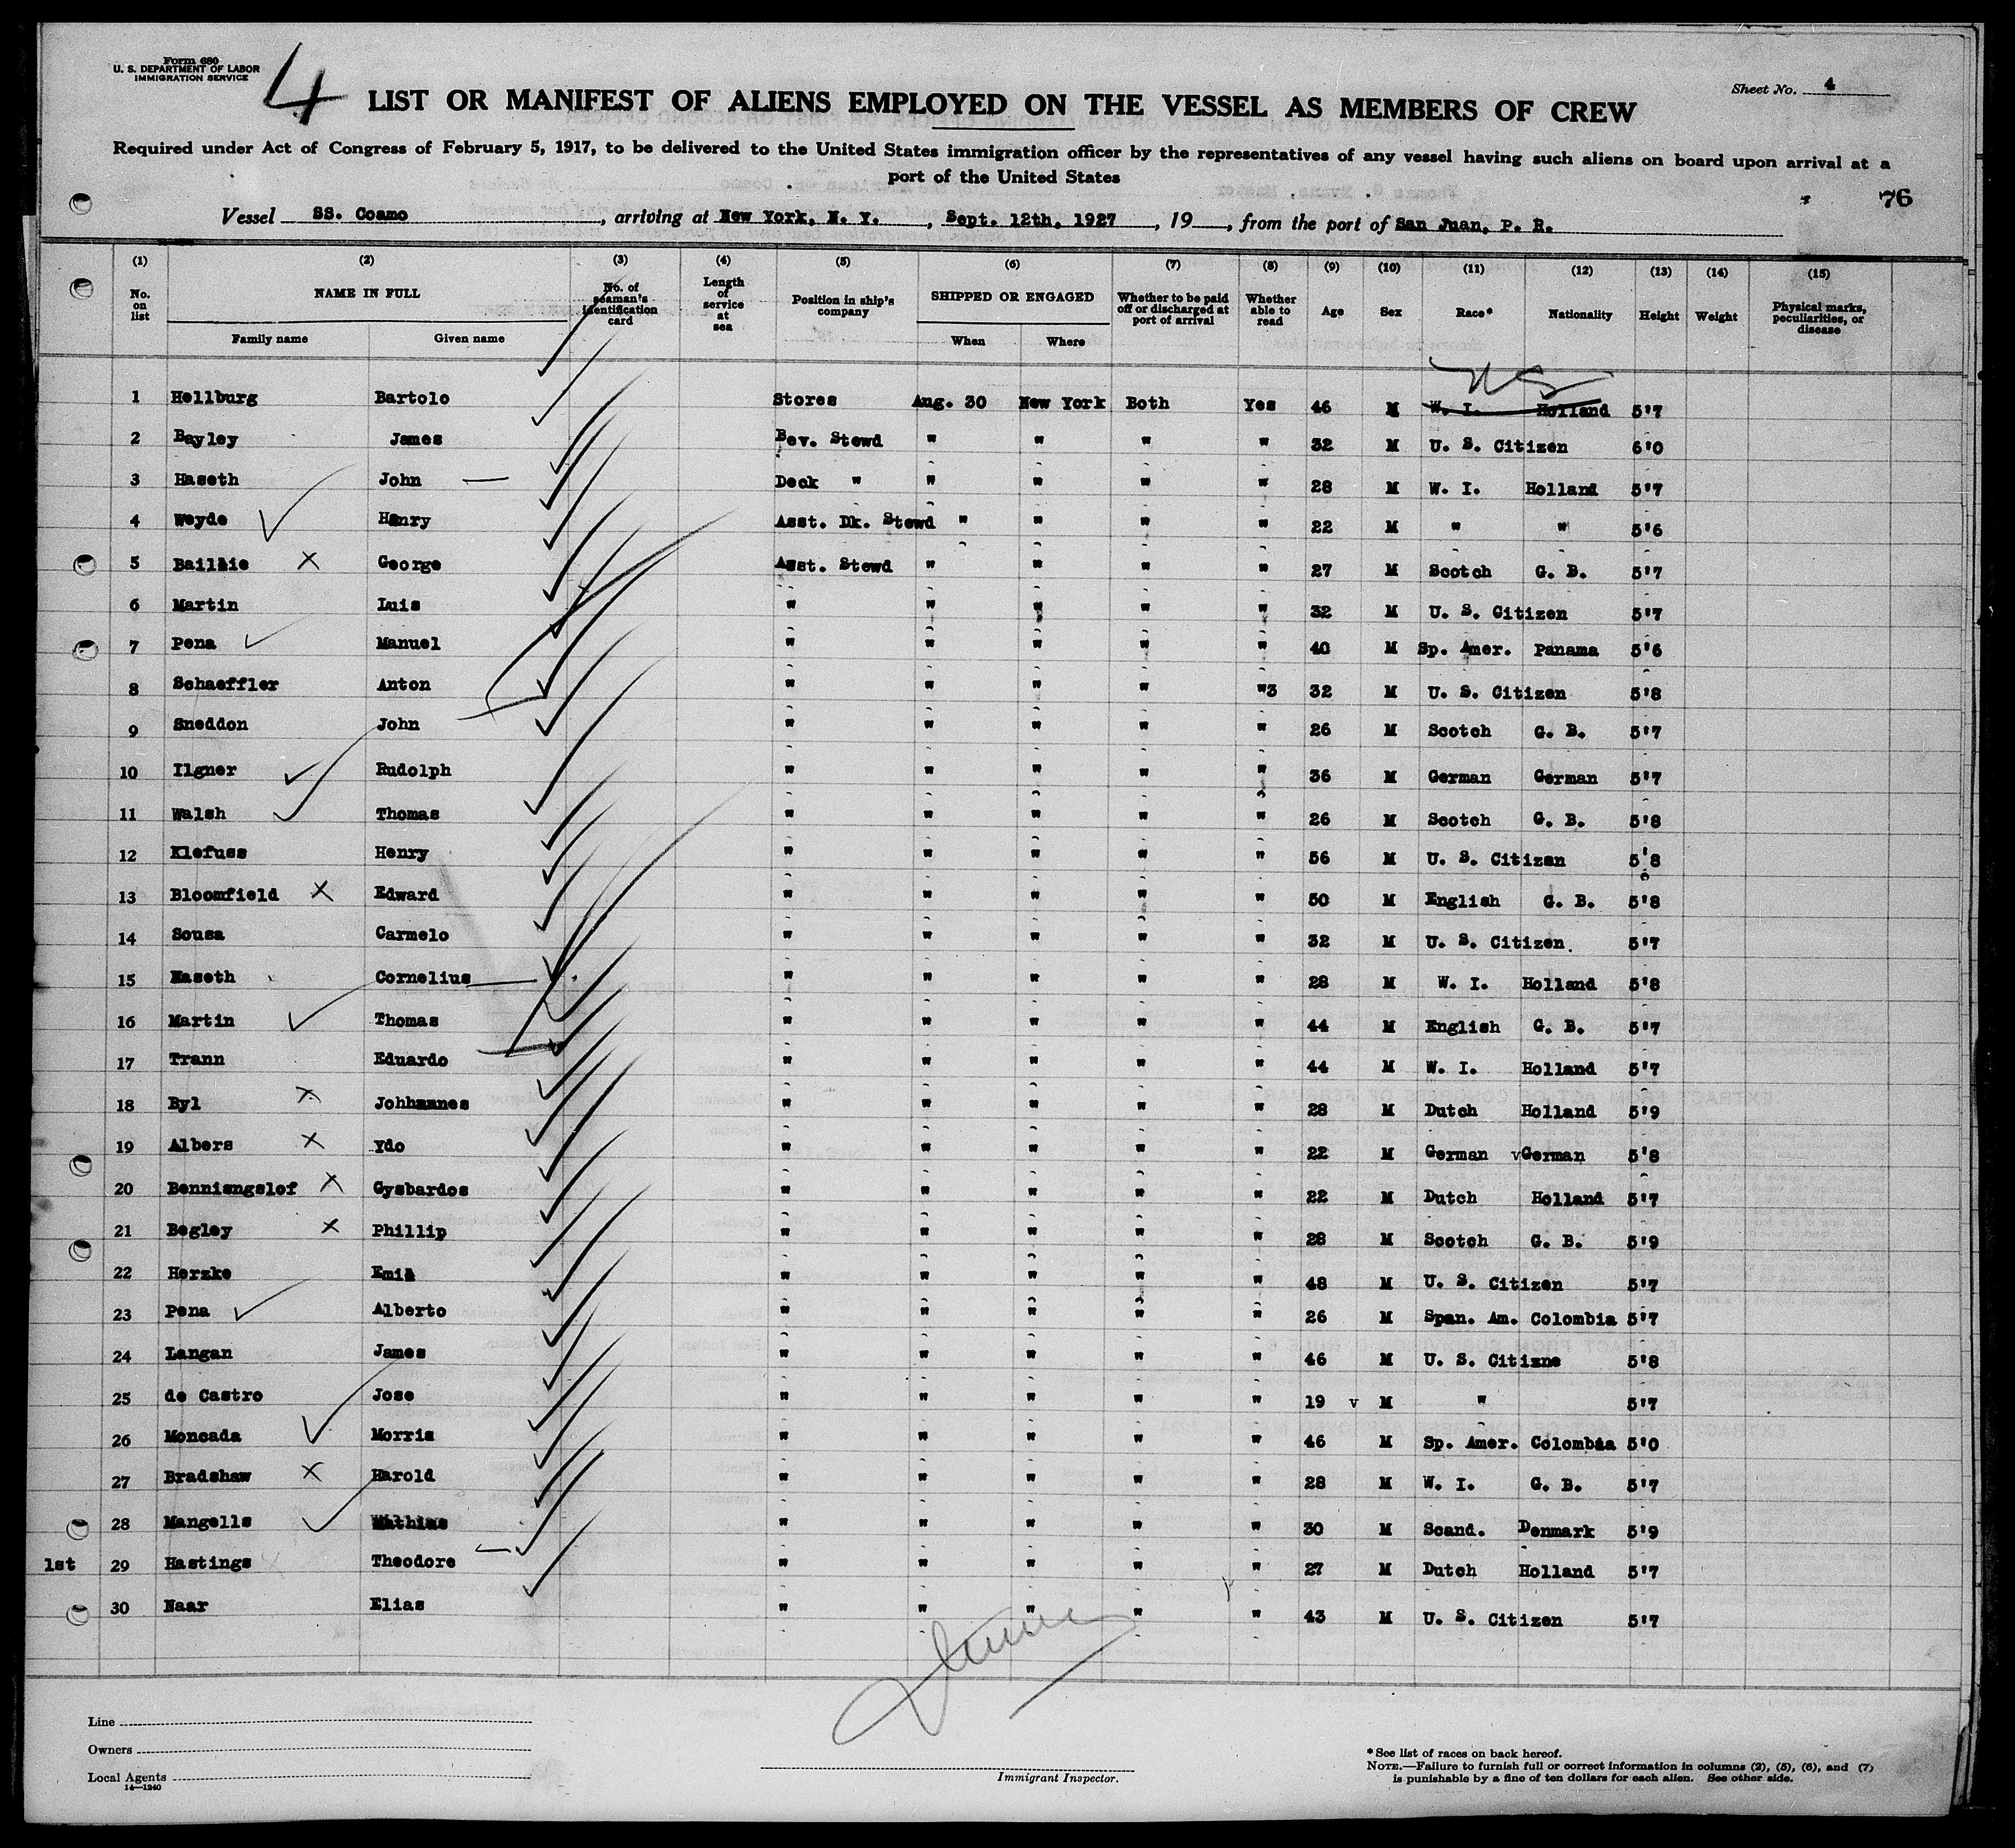 Form 680
U. S. DEPARTMENT OF LABOR
IMMIGRATION SERVICE
4
Sheet No. 4
LIST OR MANIFEST OF ALIENS EMPLOYED ON THE VESSEL AS MEMBERS OF CREW
Required under Act of Congress of February 5, 1917, to be delivered to the United States immigration officer by the representatives of any vessel having such aliens on board upon arrival at a
port of the United States
76
Vessel SS. Coamo, arriving at New York, N. Y., Sept. 12th, 1927, 19, from the port of San Juan, P. R.
(1) (2) (3) (4) (5) (6) (7) (8) (9) (10) (11) (12) (13) (14) (15)
No. on list NAME IN FULL No. of seaman's identification card Length of service at sea Position in ship's company SHIPPED OR ENGAGED Whether to be paid off or discharged at port of arrival Whether able to read Age Sex Race* Nationality Height Weight Physical marks, peculiarities, or disease
Family name Given name When Where
US
1 Hellburg Bartolo Stores Aug. 30 New York Both Yes 46 M W. I. Holland 5'7
2 Bayley James Bev. Stewd " " " " 32 M U. S. Citizen 6'0
3 Haseth John Deck " " " " " 28 M W. I. Holland 5'7
4 Weyde Henry Asst. Dk. Stewd " " " " 22 M " " 5'6
5 Baillie George Asst. Stewd " " " " 27 M Scotch G. B. 5'7
6 Martin Luis " " " " " 32 M U. S. Citizen 5'7
7 Pena Manuel " " " " " 40 M Sp. Amer. Panama 5'6
8 Schaeffler Anton " " " " "3 32 M U. S. Citizen 5'8
9 Sneddon John " " " " " 26 M Scotch G. B. 5'7
10 Ilgner Rudolph " " " " " 36 M German German 5'7
11 Walsh Thomas " " " " " 26 M Scotch G. B. 5'8
12 Klefuss Henry " " " " " 56 M U. S. Citizen 5'8
13 Bloomfield Edward " " " " " 50 M English G. B. 5'8
14 Sousa Carmelo " " " " " 32 M U. S. Citizen. 5'7
15 Haseth Cornelius " " " " " 28 M W. I. Holland 5'8
16 Martin Thomas " " " " " 44 M English G. B. 5'7
17 Trann Eduardo " " " " " 44 M W. I. Holland 5'7
18 Byl Johhannes " " " " " 28 M Dutch Holland 5'9
19 Albers Ydo " " " " " 22 M German vGerman 5'8
20 Benniengslof Gysbardos " " " " " 22 M Dutch Holland 5'7
21 Begley Phillip " " " " " 28 M Scotch G. B. 5'9
22 Herzke Emil " " " " " 48 M U. S. Citizen 5'7
23 Pena Alberto " " " " " 26 M Span. Am. Colombia 5'7
24 Langan James " " " " " 46 M U. S. Citizne 5'8
25 de Castro Jose " " " " " 19 v M " 5'7
26 Moncada Morris " " " " " 46 M Sp. Amer. Colombia 5'0
27 Bradshaw Harold " " " " " 28 M W. I. G. B. 5'7
28 Mangells Mathias " " " " " 30 M Scand. Denmark 5'9
1st 29 Hastings Theodore " " " " " 27 M Dutch Holland 5'7
30 Naar Elias " " " " " 43 M U. S. Citizen 5'7
Line
Owners
Local Agents
14—1240
Immigrant Inspector.
* See list of races on back hereof.
NOTE.—Failure to furnish full or correct information in columns (2), (5), (6), and (7)
is punishable by a fine of ten dollars for each alien. See other side.